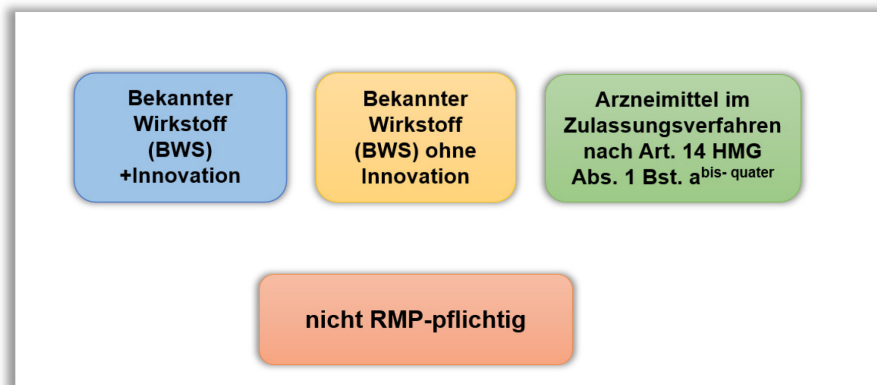 Bekannter
Wirkstoff
(BWS)
+Innovation
Bekannter
Wirkstoff
(BWS) ohne
Innovation
Arzneimittel im
Zulassungsverfahren
nach Art. 14 HMG
Abs. 1 Bst. abis- quater
nicht RMP-pflichtig